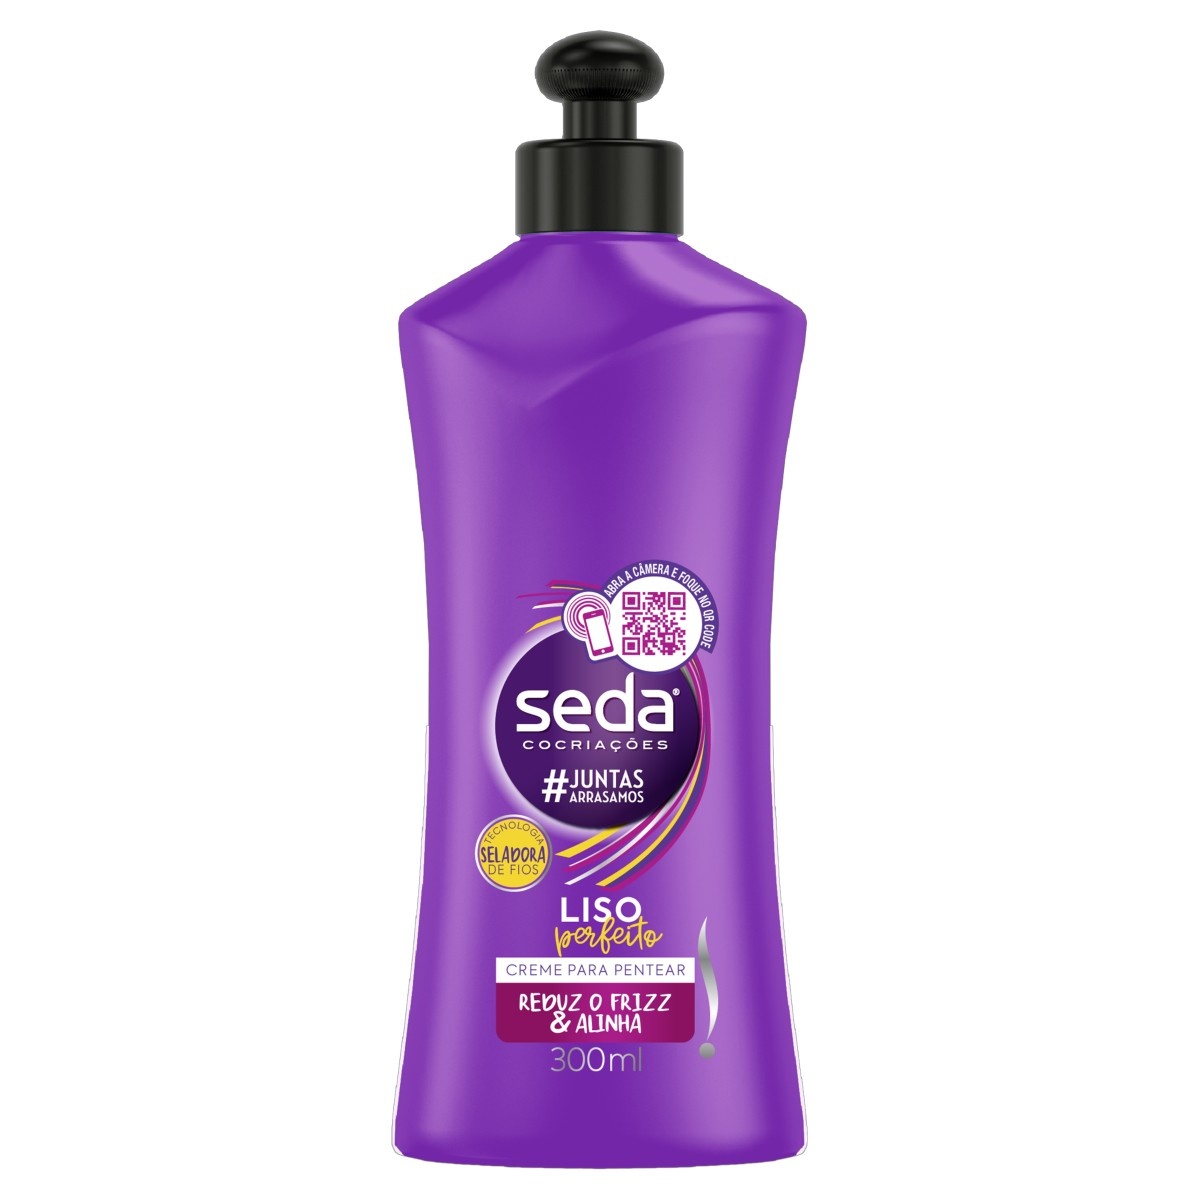 ABRA A CÂMERA E FOQUE NO QR CODE
seda®
COCRIAÇÕES
#JUNTAS
ARRASAMOS
TECNOLOGIA
SELADORA
DE FIOS
LISO
perfeito
CREME PARA PENTEAR
REDUZ O FRIZZ
& ALINHA
300ml